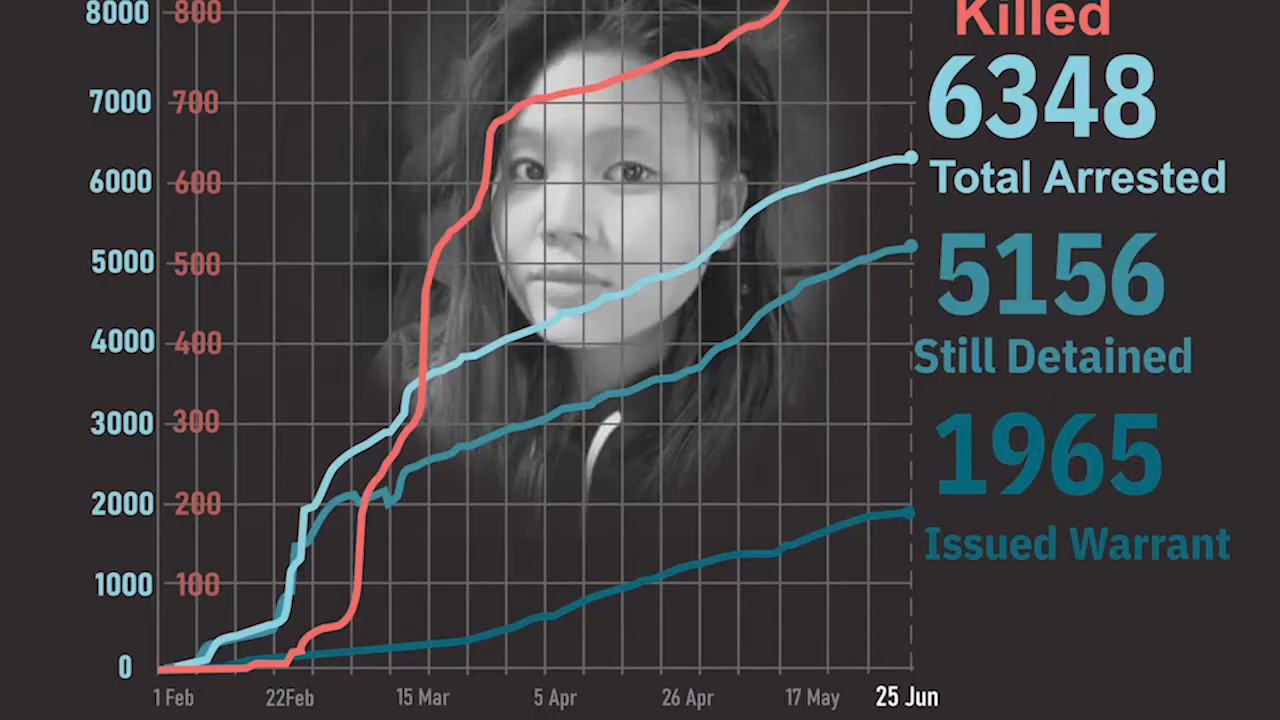 8000 800
7000 700
6000 600
5000 500
4000 400
3000 300
2000 200
1000 100
0
1 Feb 22Feb 15 Mar 5 Apr 26 Apr 17 May 25 Jun
Killed
6348
Total Arrested
5156
Still Detained
1965
Issued Warrant